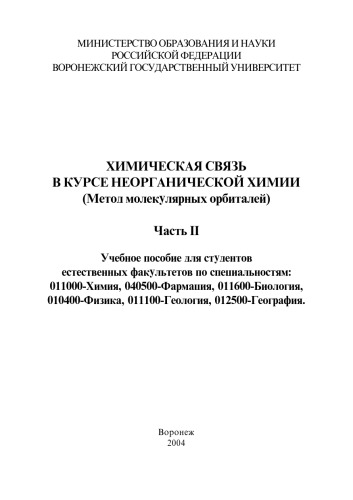 МИНИСТЕРСТВО ОБРАЗОВАНИЯ И НАУКИ
РОССИЙСКОЙ ФЕДЕРАЦИИ
ВОРОНЕЖСКИЙ ГОСУДАРСТВЕННЫЙ УНИВЕРСИТЕТ
ХИМИЧЕСКАЯ СВЯЗЬ
В КУРСЕ НЕОРГАНИЧЕСКОЙ ХИМИИ
(Метод молекулярных орбиталей)
Часть II
Учебное пособие для студентов
естественных факультетов по специальностям:
011000-Химия, 040500-Фармация, 011600-Биология,
010400-Физика, 011100-Геология, 012500-География.
Воронеж
2004